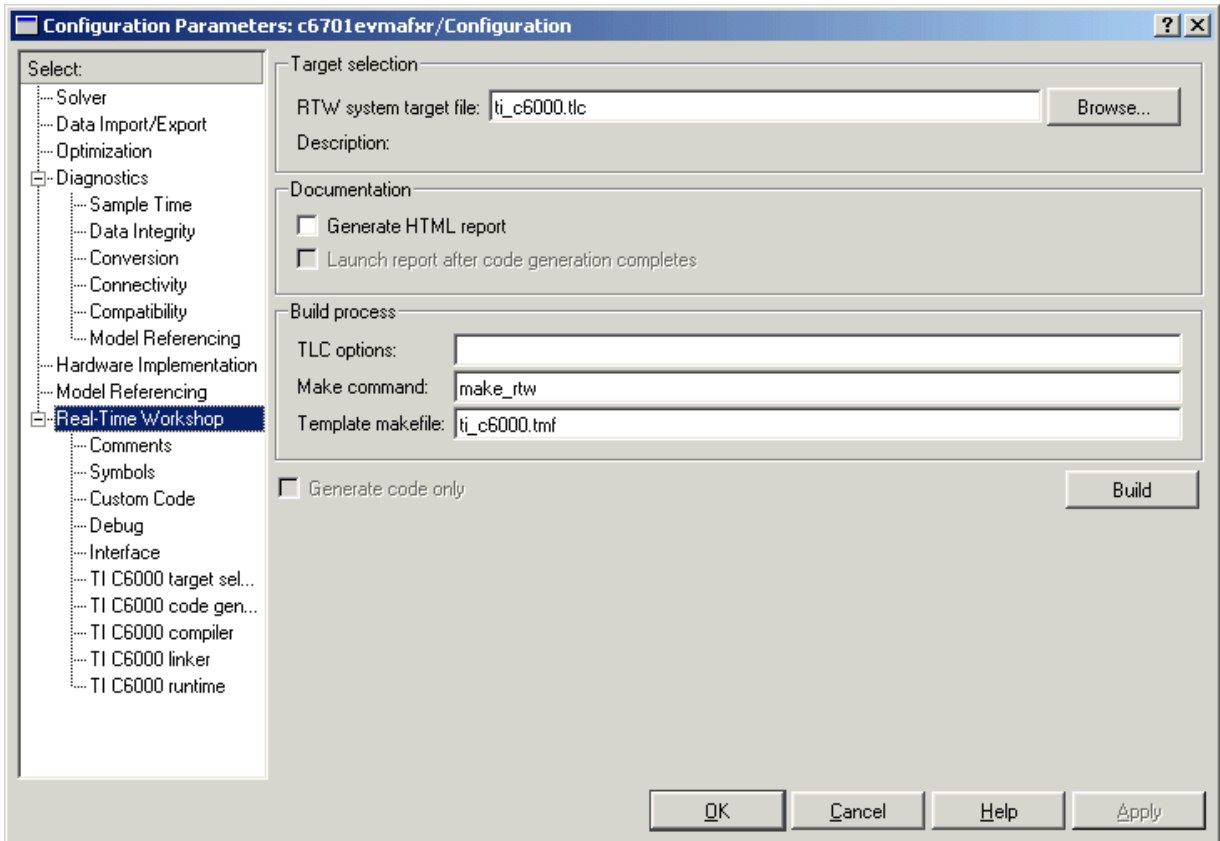 Configuration Parameters: c6701evmafxr/Configuration
Select:
Solver
Data Import/Export
Optimization
Diagnostics
Sample Time
Data Integrity
Conversion
Connectivity
Compatibility
Model Referencing
Hardware Implementation
Model Referencing
Real-Time Workshop
Comments
Symbols
Custom Code
Debug
Interface
TI C6000 target sel...
TI C6000 code gen...
TI C6000 compiler
TI C6000 linker
TI C6000 runtime
Target selection
RTW system target file: ti_c6000.tlc Browse...
Description:
Documentation
Generate HTML report
Launch report after code generation completes
Build process
TLC options:
Make command: make_rtw
Template makefile: ti_c6000.tmf
Generate code only Build
OK Cancel Help Apply